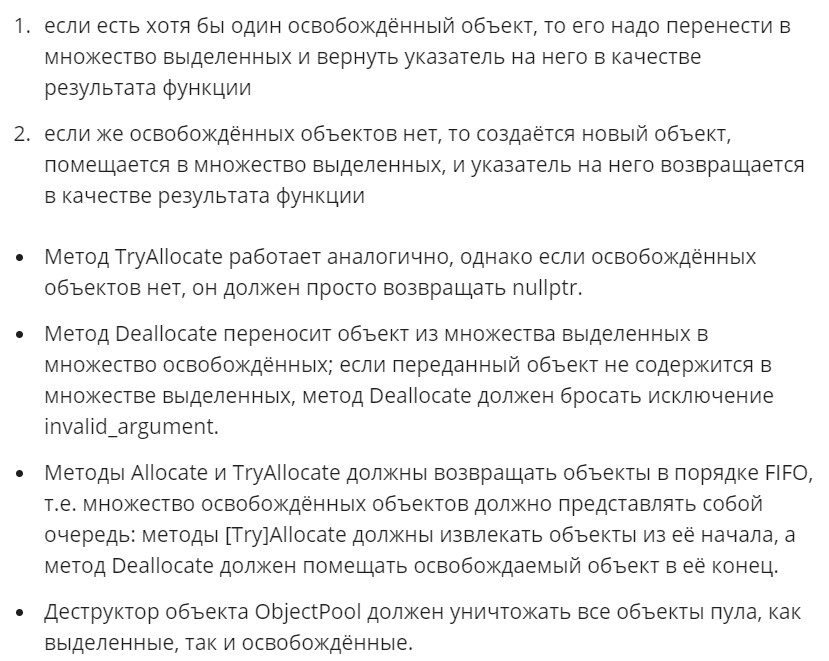 1. если есть хотя бы один освобождённый объект, то его надо перенести в
множество выделенных и вернуть указатель на него в качестве
результата функции
2. если же освобождённых объектов нет, то создаётся новый объект,
помещается в множество выделенных, и указатель на него возвращается
в качестве результата функции
• Метод TryAllocate работает аналогично, однако если освобождённых
объектов нет, он должен просто возвращать nullptr.
• Метод Deallocate переносит объект из множества выделенных в
множество освобождённых; если переданный объект не содержится в
множестве выделенных, метод Deallocate должен бросать исключение
invalid_argument.
• Методы Allocate и TryAllocate должны возвращать объекты в порядке FIFO,
т.е. множество освобождённых объектов должно представлять собой
очередь: методы [Try]Allocate должны извлекать объекты из её начала, а
метод Deallocate должен помещать освобождаемый объект в её конец.
• Деструктор объекта ObjectPool должен уничтожать все объекты пула, как
выделенные, так и освобождённые.